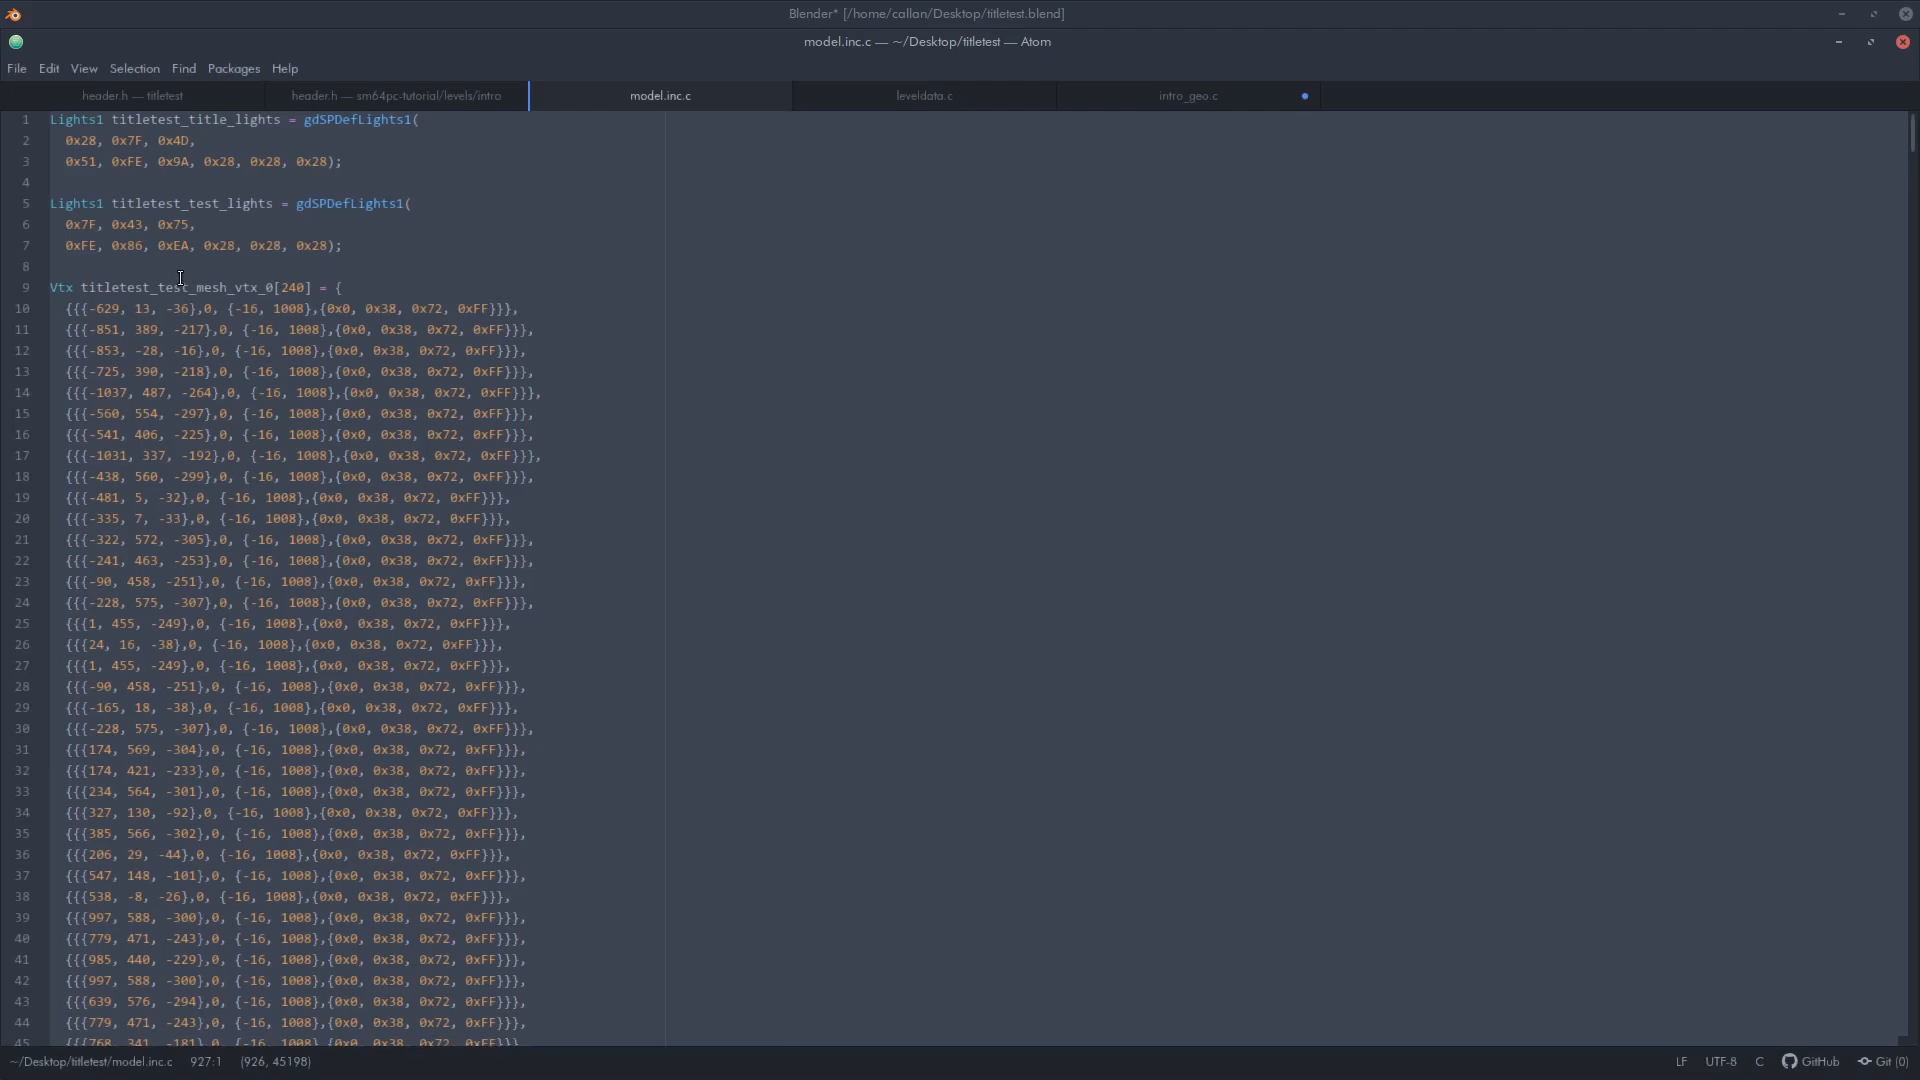 Blender* [/home/callan/Desktop/titletest.blend]
model.inc.c — ~/Desktop/titletest — Atom
File Edit View Selection Find Packages Help
header.h — titletest header.h — sm64pc-tutorial/levels/intro model.inc.c leveldata.c intro_geo.c
1 Lights1 titletest_title_lights = gdSPDefLights1(
2 0x28, 0x7F, 0x4D,
3 0x51, 0xFE, 0x9A, 0x28, 0x28, 0x28);
4
5 Lights1 titletest_test_lights = gdSPDefLights1(
6 0x7F, 0x43, 0x75,
7 0xFE, 0x86, 0xEA, 0x28, 0x28, 0x28);
8
9 Vtx titletest_test_mesh_vtx_0[240] = {
10 {{{-629, 13, -36},0, {-16, 1008},{0x0, 0x38, 0x72, 0xFF}}},
11 {{{-851, 389, -217},0, {-16, 1008},{0x0, 0x38, 0x72, 0xFF}}},
12 {{{-853, -28, -16},0, {-16, 1008},{0x0, 0x38, 0x72, 0xFF}}},
13 {{{-725, 390, -218},0, {-16, 1008},{0x0, 0x38, 0x72, 0xFF}}},
14 {{{-1037, 487, -264},0, {-16, 1008},{0x0, 0x38, 0x72, 0xFF}}},
15 {{{-560, 554, -297},0, {-16, 1008},{0x0, 0x38, 0x72, 0xFF}}},
16 {{{-541, 406, -225},0, {-16, 1008},{0x0, 0x38, 0x72, 0xFF}}},
17 {{{-1031, 337, -192},0, {-16, 1008},{0x0, 0x38, 0x72, 0xFF}}},
18 {{{-438, 560, -299},0, {-16, 1008},{0x0, 0x38, 0x72, 0xFF}}},
19 {{{-481, 5, -32},0, {-16, 1008},{0x0, 0x38, 0x72, 0xFF}}},
20 {{{-335, 7, -33},0, {-16, 1008},{0x0, 0x38, 0x72, 0xFF}}},
21 {{{-322, 572, -305},0, {-16, 1008},{0x0, 0x38, 0x72, 0xFF}}},
22 {{{-241, 463, -253},0, {-16, 1008},{0x0, 0x38, 0x72, 0xFF}}},
23 {{{-90, 458, -251},0, {-16, 1008},{0x0, 0x38, 0x72, 0xFF}}},
24 {{{-228, 575, -307},0, {-16, 1008},{0x0, 0x38, 0x72, 0xFF}}},
25 {{{1, 455, -249},0, {-16, 1008},{0x0, 0x38, 0x72, 0xFF}}},
26 {{{24, 16, -38},0, {-16, 1008},{0x0, 0x38, 0x72, 0xFF}}},
27 {{{1, 455, -249},0, {-16, 1008},{0x0, 0x38, 0x72, 0xFF}}},
28 {{{-90, 458, -251},0, {-16, 1008},{0x0, 0x38, 0x72, 0xFF}}},
29 {{{-165, 18, -38},0, {-16, 1008},{0x0, 0x38, 0x72, 0xFF}}},
30 {{{-228, 575, -307},0, {-16, 1008},{0x0, 0x38, 0x72, 0xFF}}},
31 {{{174, 569, -304},0, {-16, 1008},{0x0, 0x38, 0x72, 0xFF}}},
32 {{{174, 421, -233},0, {-16, 1008},{0x0, 0x38, 0x72, 0xFF}}},
33 {{{234, 564, -301},0, {-16, 1008},{0x0, 0x38, 0x72, 0xFF}}},
34 {{{327, 130, -92},0, {-16, 1008},{0x0, 0x38, 0x72, 0xFF}}},
35 {{{385, 566, -302},0, {-16, 1008},{0x0, 0x38, 0x72, 0xFF}}},
36 {{{206, 29, -44},0, {-16, 1008},{0x0, 0x38, 0x72, 0xFF}}},
37 {{{547, 148, -101},0, {-16, 1008},{0x0, 0x38, 0x72, 0xFF}}},
38 {{{538, -8, -26},0, {-16, 1008},{0x0, 0x38, 0x72, 0xFF}}},
39 {{{997, 588, -300},0, {-16, 1008},{0x0, 0x38, 0x72, 0xFF}}},
40 {{{779, 471, -243},0, {-16, 1008},{0x0, 0x38, 0x72, 0xFF}}},
41 {{{985, 440, -229},0, {-16, 1008},{0x0, 0x38, 0x72, 0xFF}}},
42 {{{997, 588, -300},0, {-16, 1008},{0x0, 0x38, 0x72, 0xFF}}},
43 {{{639, 576, -294},0, {-16, 1008},{0x0, 0x38, 0x72, 0xFF}}},
44 {{{779, 471, -243},0, {-16, 1008},{0x0, 0x38, 0x72, 0xFF}}},
45 {{{768, 341, -181},0, {-16, 1008},{0x0, 0x38, 0x72, 0xFF}}},
~/Desktop/titletest/model.inc.c 927:1 (926, 45198) LF UTF-8 C GitHub Git (0)